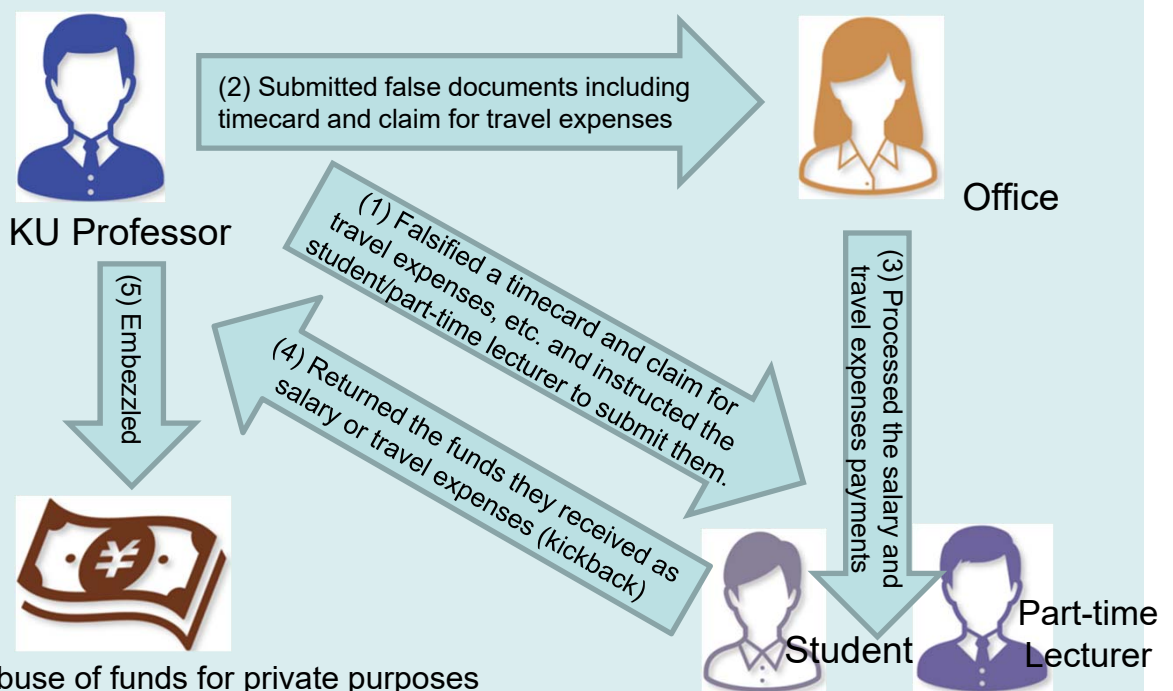 (2) Submitted false documents including
timecard and claim for travel expenses
Office
KU Professor
(1) Falsified a timecard and claim for
travel expenses, etc. and instructed the
student/part-time lecturer to submit them.
(3) Processed the salary and
travel expenses payments
(5) Embezzled
(4) Returned the funds they received as
salary or travel expenses (kickback)
¥
Student
Part-time
Lecturer
buse of funds for private purposes